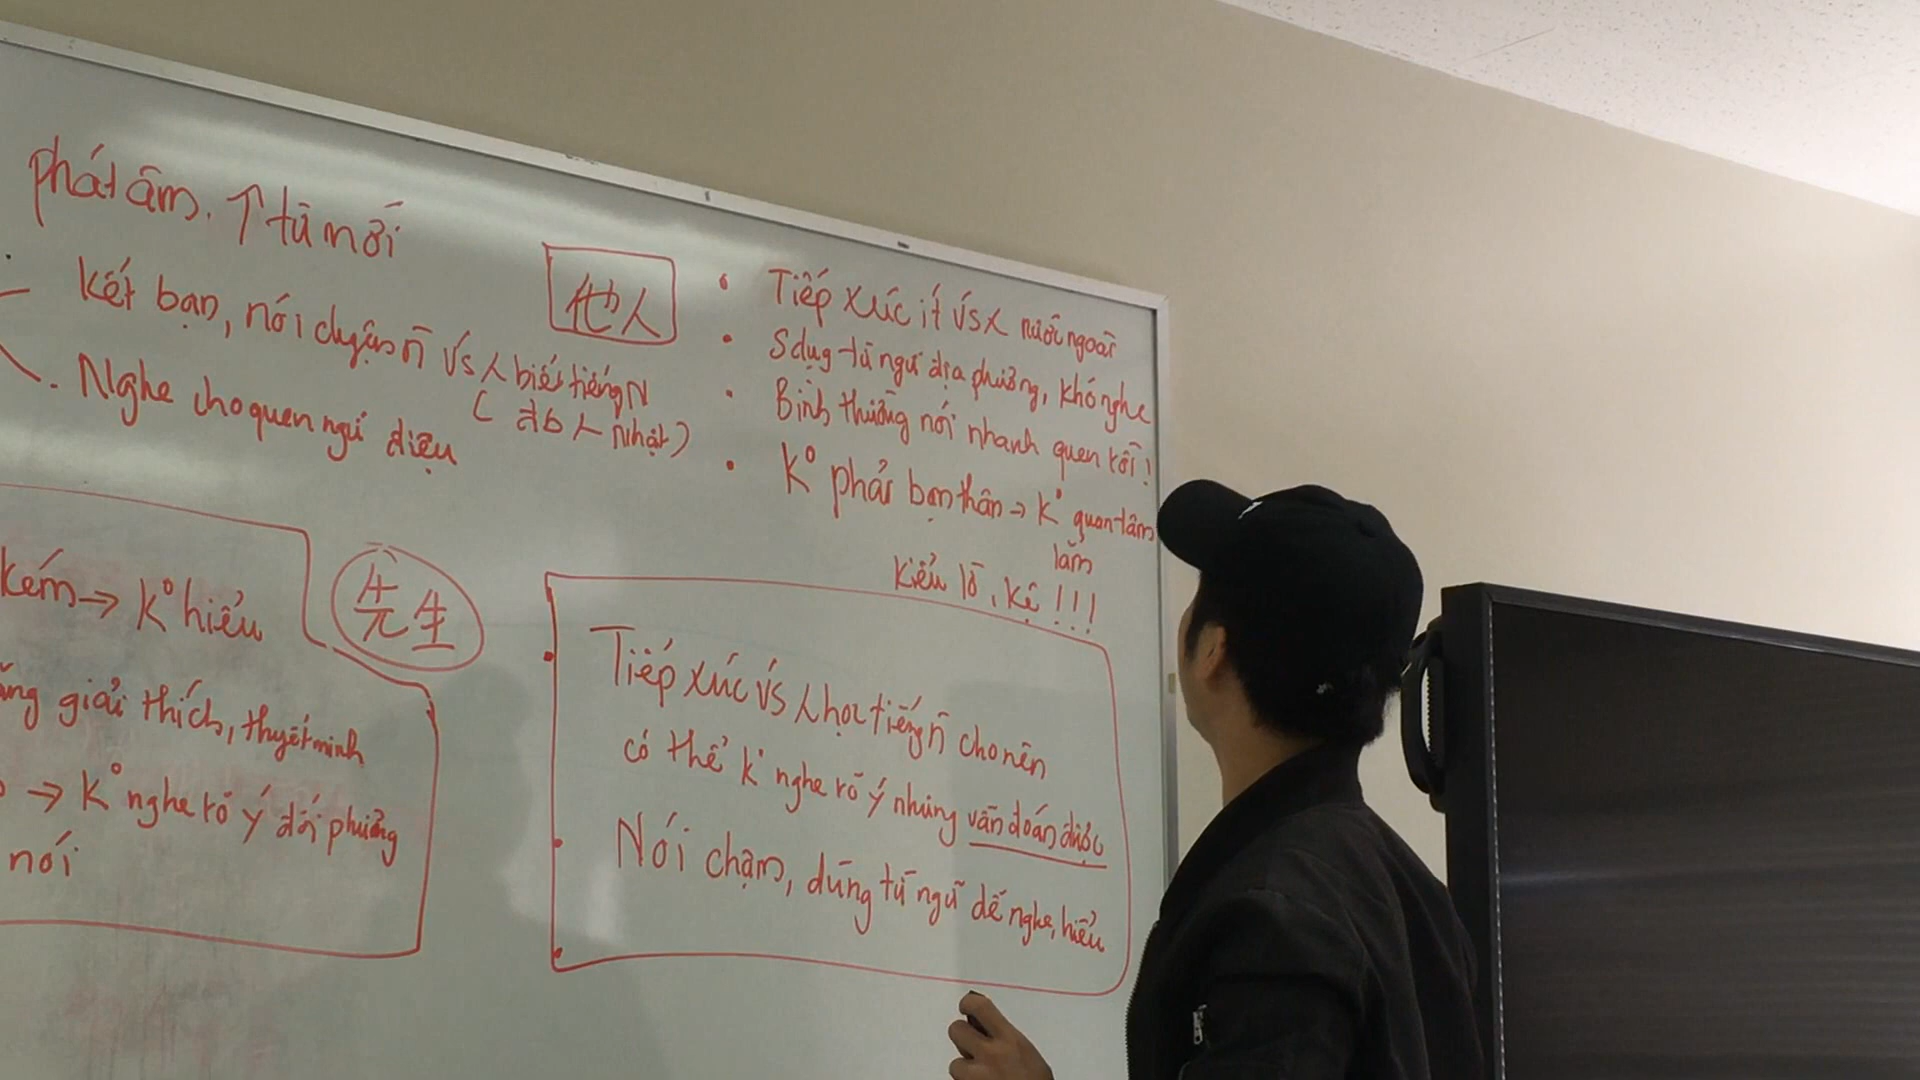 phát âm. ↑ từ mới
Kết bạn, nói chuyện n̄ vs 人 biết tiếng N
( đb 人 Nhật )
. Nghe cho quen ngữ điệu
他人
• Tiếp xúc ít vs 人 nước ngoài
• Sdụng từ ngữ địa phương, khó nghe
• Bình thường nói nhanh quen rồi !
• K° phải bạn thân → K° quan tâm
lắm
kiểu lờ, kệ !!!
kém → K° hiểu
giải thích, thuyết minh
→ K° nghe rõ ý đối phương
nói
先生
• Tiếp xúc vs 人 học tiếng n̄ cho nên
có thể k° nghe rõ ý nhưng vẫn đoán được
• Nói chậm, dùng từ ngữ dễ nghe, hiểu